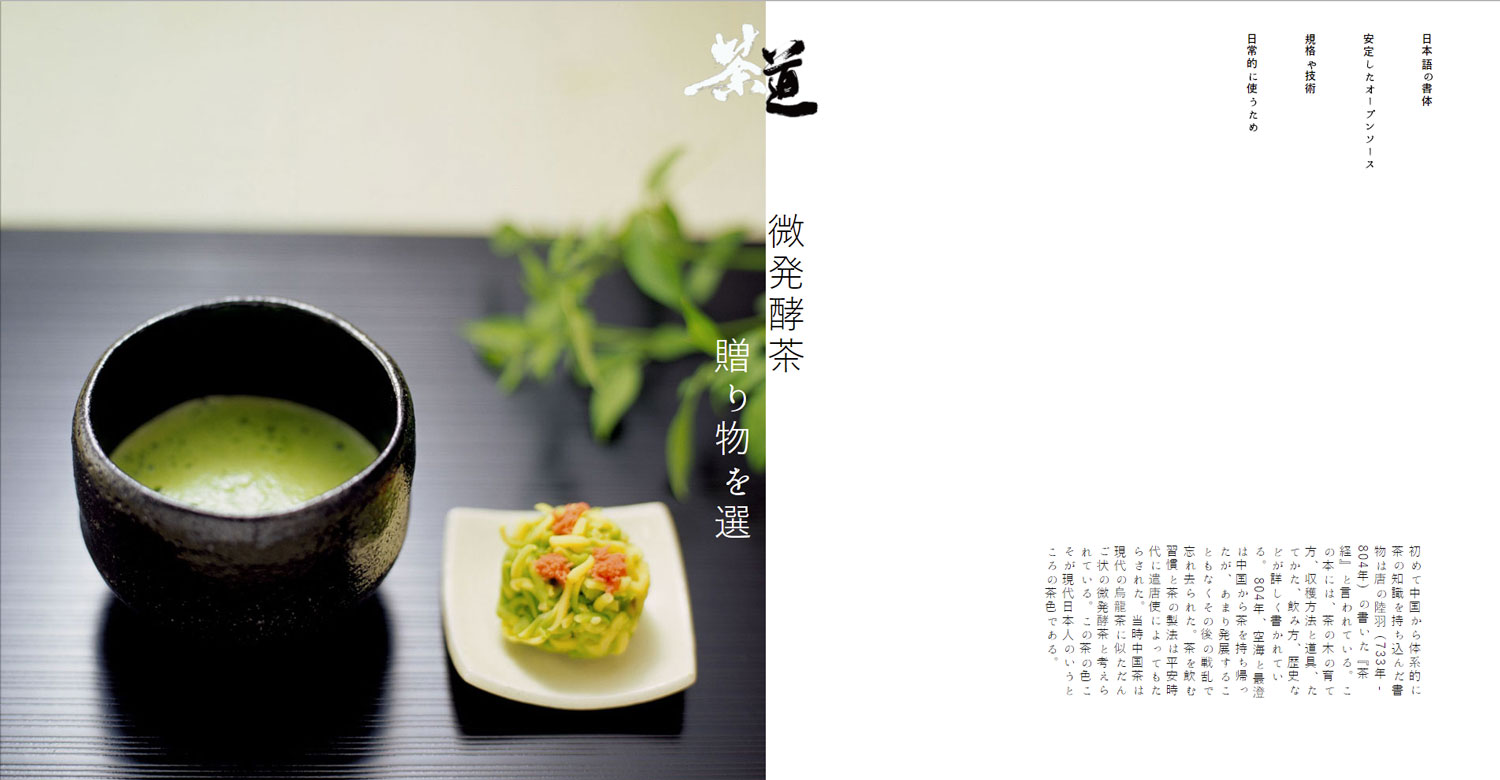 茶道
日本語の書体
安定したオープンソース
規格や技術
日常的に使うため
微発酵茶
贈り物を選
初めて中国から体系的に
茶の知識を持ち込んだ書
物は唐の陸羽(733年-
804年)の書いた『茶
経』と言われている。こ
の本には、茶の木の育て
方、収穫方法と道具、た
てかた、飲み方、歴史な
どが詳しく書かれてい
る。804年、空海と最澄
は中国から茶を持ち帰っ
たが、あまり発展するこ
ともなくその後の戦乱で
忘れ去られた。茶を飲む
習慣と茶の製法は平安時
代に遣唐使によってもた
らされた。当時中国茶は
現代の烏龍茶に似ただん
ご状の微発酵茶と考えら
れている。この茶の色こ
そが現代日本人のいうと
ころの茶色である。